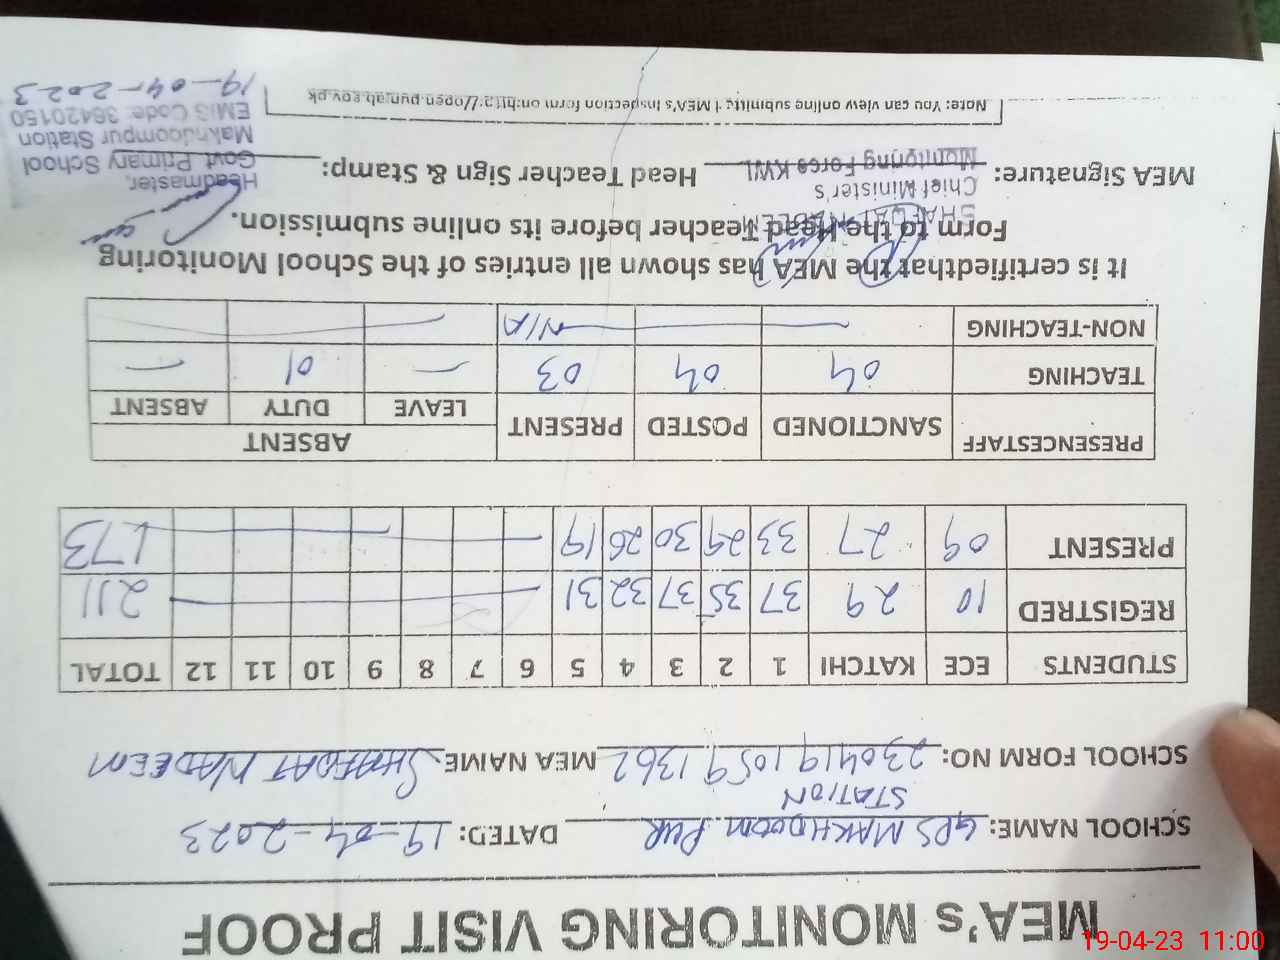 MEA's MONITORING VISIT PROOF
SCHOOL NAME: GPS MAKHDOOM PUR DATED: 19-04-2023
STATION
SCHOOL FORM NO: 2304191059 1362 MEA NAME: SHAFQAT NADEEM
STUDENTS ECE KATCHI 1 2 3 4 5 6 7 8 9 10 11 12 TOTAL
REGISTRED 10 29 37 35 37 32 31 211
PRESENT 09 27 33 29 30 26 19 173
PRESENCESTAFF SANCTIONED POSTED PRESENT ABSENT
LEAVE DUTY ABSENT
TEACHING 04 04 03 — 01 —
NON-TEACHING N/A
It is certifiedthat the MEA has shown all entries of the School Monitoring
Form to the Head Teacher before its online submission.
SHAFQAT NADEEM
Chief Minister's
Monitoring Force KWL
MEA Signature: Head Teacher Sign & Stamp:
Headmaster,
Govt. Primary School
Makhdoompur Station
EMIS Code: 36420150
19-04-2023
Note: You can view online submitted MEA's Inspection form on:http://open.punjab.gov.pk
19-04-23 11:00